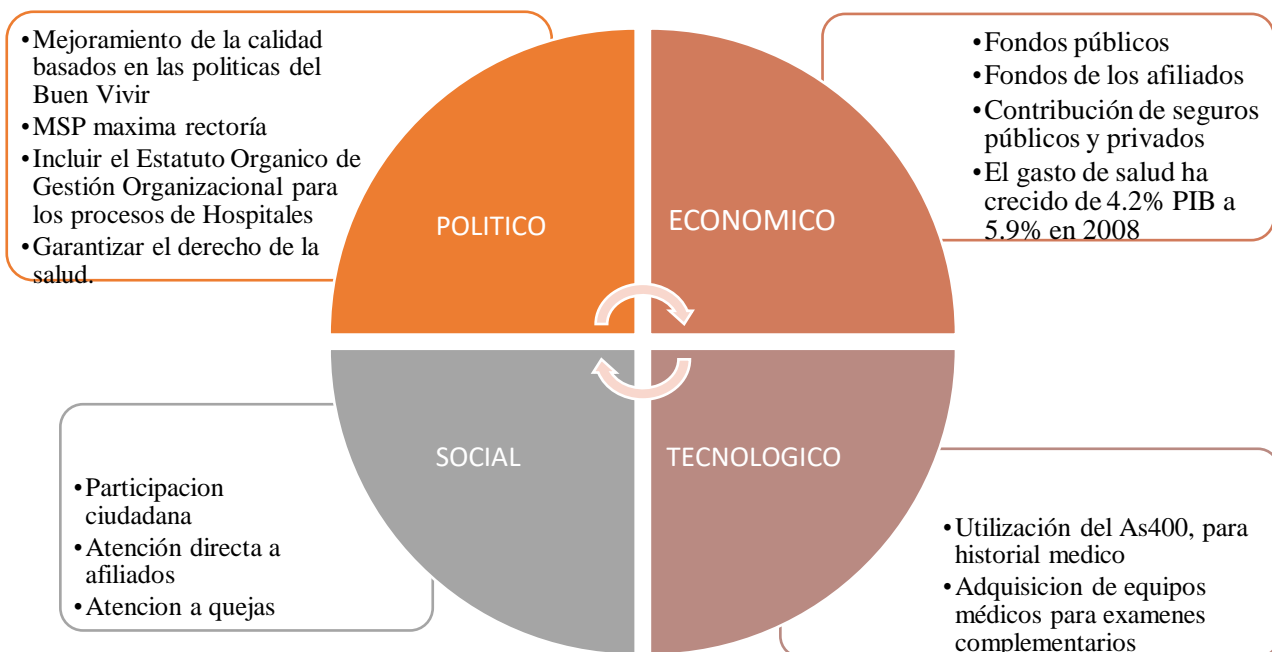 •Mejoramiento de la calidad
basados en las politicas del
Buen Vivir
•MSP maxima rectoría
•Incluir el Estatuto Organico de
Gestión Organizacional para
los procesos de Hospitales
•Garantizar el derecho de la
salud.
POLITICO
ECONOMICO
•Fondos públicos
•Fondos de los afiliados
•Contribución de seguros
públicos y privados
•El gasto de salud ha
crecido de 4.2% PIB a
5.9% en 2008
SOCIAL
•Participacion
ciudadana
•Atención directa a
afiliados
•Atencion a quejas
TECNOLOGICO
•Utilización del As400, para
historial medico
•Adquisicion de equipos
médicos para examenes
complementarios